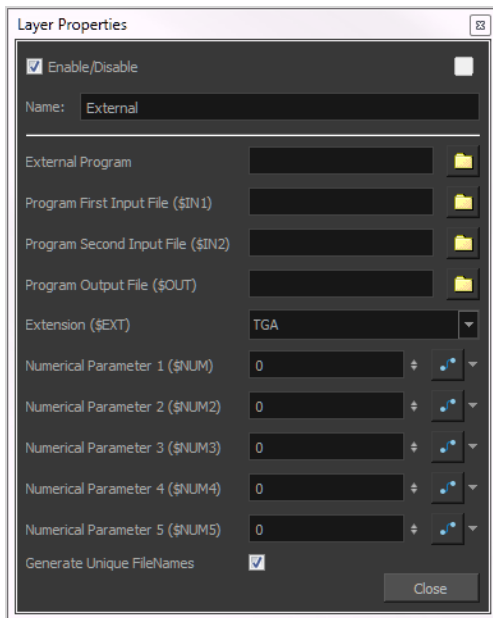 Layer Properties
Enable/Disable
Name: External
External Program
Program First Input File ($IN1)
Program Second Input File ($IN2)
Program Output File ($OUT)
Extension ($EXT) TGA
Numerical Parameter 1 ($NUM) 0
Numerical Parameter 2 ($NUM2) 0
Numerical Parameter 3 ($NUM3) 0
Numerical Parameter 4 ($NUM4) 0
Numerical Parameter 5 ($NUM5) 0
Generate Unique FileNames
Close